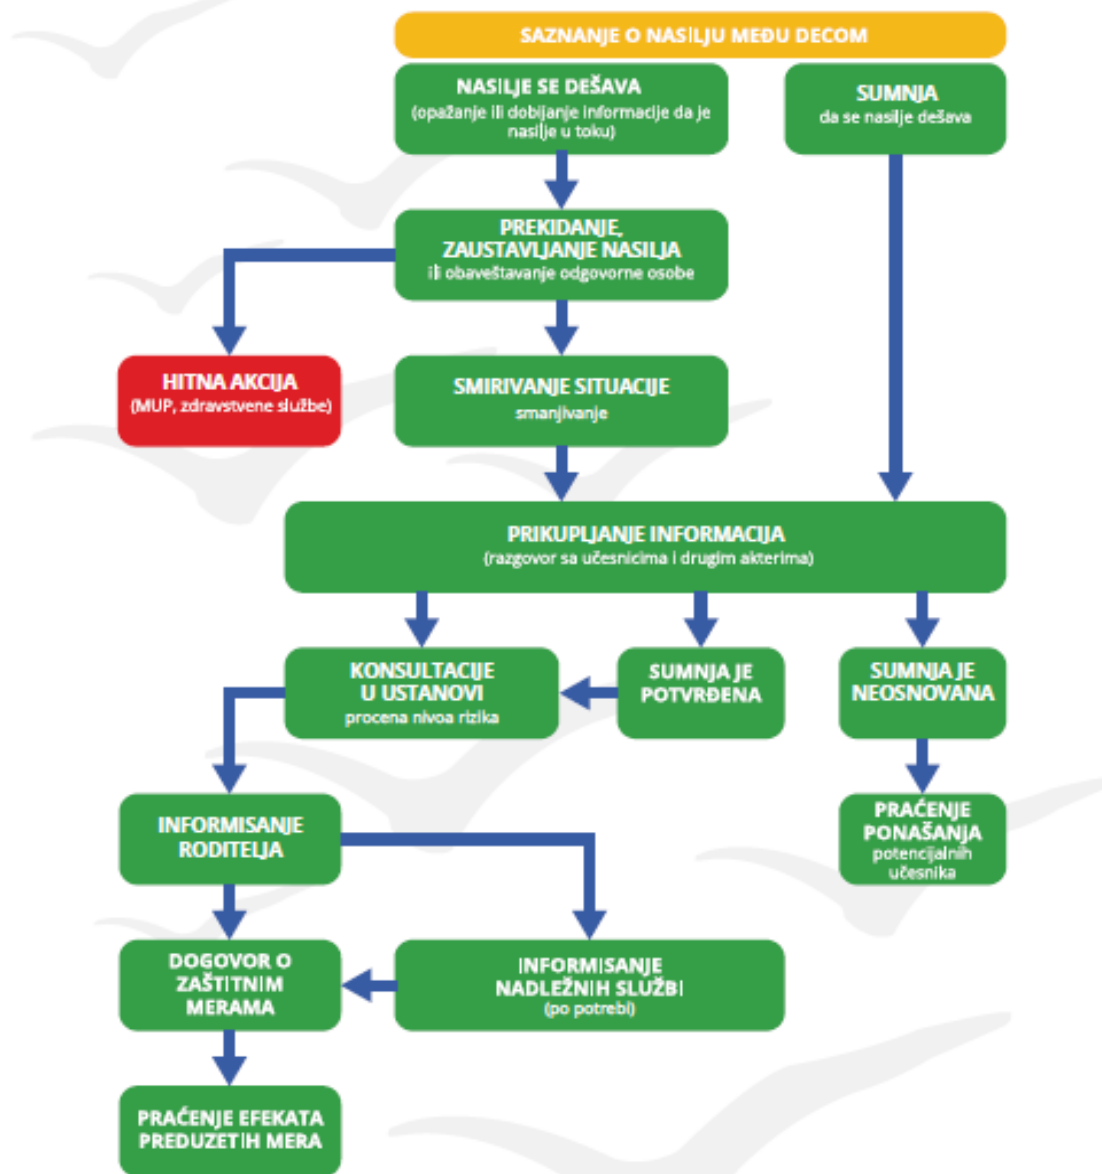 SAZNANJE O NASILJU MEĐU DECOM
NASILJE SE DEŠAVA
(opažanje ili dobijanje informacije da je
nasilje u toku)
SUMNJA
da se nasilje dešava
PREKIDANJE,
ZAUSTAVLJANJE NASILJA
ili obaveštavanje odgovorne osobe
HITNA AKCIJA
(MUP, zdravstvene službe)
SMIRIVANJE SITUACIJE
smanjivanje
PRIKUPLJANJE INFORMACIJA
(razgovor sa učesnicima i drugim akterima)
KONSULTACIJE
U USTANOVI
procena nivoa rizika
SUMNJA JE
POTVRĐENA
SUMNJA JE
NEOSNOVANA
INFORMISANJE
RODITELJA
PRAĆENJE
PONAŠANJA
potencijalnih
učesnika
DOGOVOR O
ZAŠTITNIM
MERAMA
INFORMISANJE
NADLEŽNIH SLUŽBI
(po potrebi)
PRAĆENJE EFEKATA
PREDUZETIH MERA